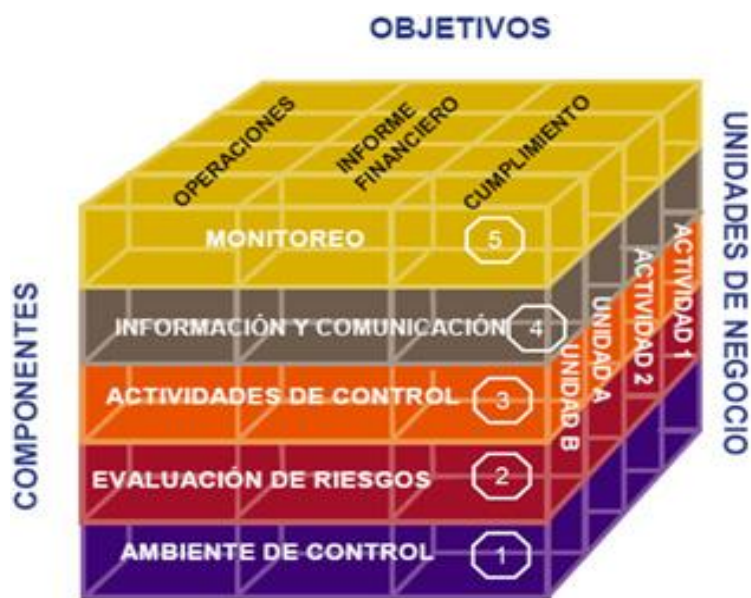 OBJETIVOS
OPERACIONES
INFORME
FINANCIERO
CUMPLIMIENTO
UNIDADES DE NEGOCIO
COMPONENTES
MONITOREO 5
INFORMACIÓN Y COMUNICACIÓN 4
ACTIVIDADES DE CONTROL 3
EVALUACIÓN DE RIESGOS 2
AMBIENTE DE CONTROL 1
UNIDAD B
UNIDAD A
ACTIVIDAD 2
ACTIVIDAD 1